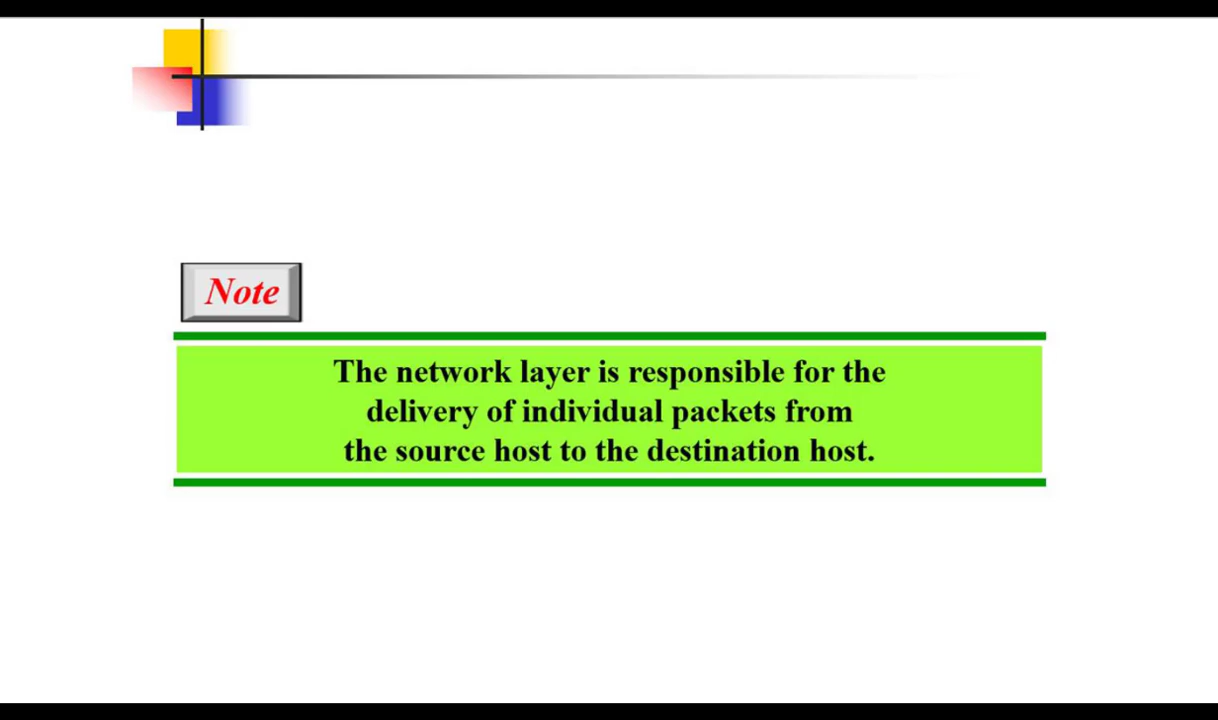 Note
The network layer is responsible for the
delivery of individual packets from
the source host to the destination host.